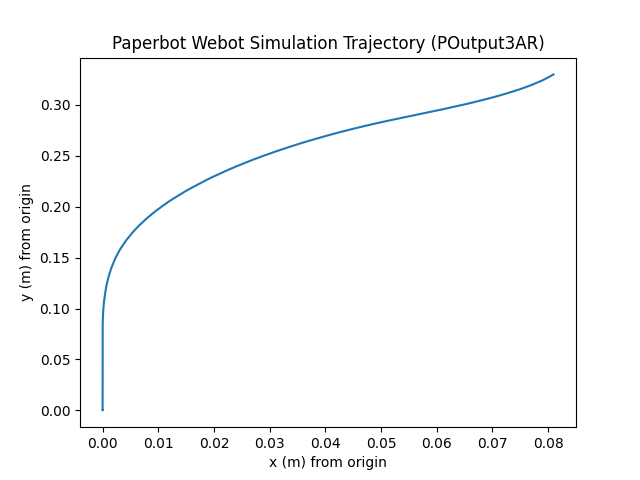 Paperbot Webot Simulation Trajectory (POutput3AR)
y (m) from origin
0.30
0.25
0.20
0.15
0.10
0.05
0.00
0.00 0.01 0.02 0.03 0.04 0.05 0.06 0.07 0.08
x (m) from origin